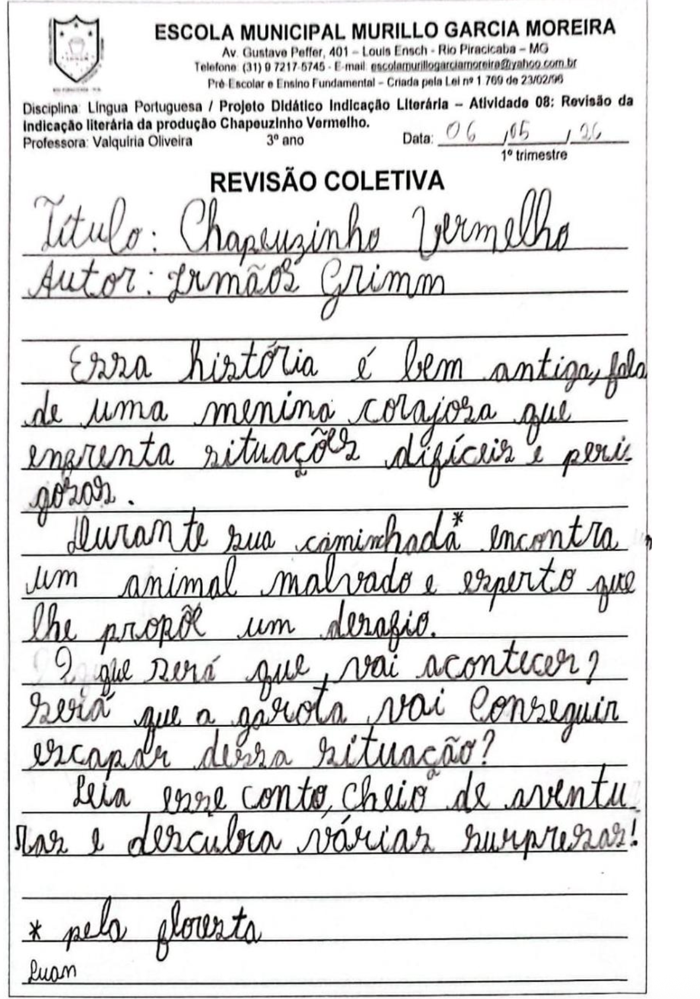 ESCOLA MUNICIPAL MURILLO GARCIA MOREIRA
Av. Gustave Peffer, 401 – Louis Ensch - Rio Piracicaba – MG
Telefone: (31) 9 7217-5745 - E-mail: escolamurillogarciamoreira@yahoo.com.br
Pré Escolar e Ensino Fundamental – Criada pela Lei nº 1.769 de 23/02/96
Disciplina: Língua Portuguesa / Projeto Didático Indicação Literária – Atividade 08: Revisão da
Indicação literária da produção Chapeuzinho Vermelho.
Professora: Valquiria Oliveira 3º ano Data: 06/05/26
1º trimestre
REVISÃO COLETIVA
Título: Chapeuzinho Vermelho
Autor: Irmãos Grimm
Essa história é bem antiga, fala
de uma menina corajosa que
enfrenta situações difíceis e peri-
gosas.
Durante sua caminhada* encontra
um animal malvado e esperto que
lhe propõe um desafio.
O que será que vai acontecer?
será que a garota vai conseguir
escapar dessa situação?
Leia esse conto, cheio de aventu-
ras e descubra várias surpresas!
* pela floresta
Luan